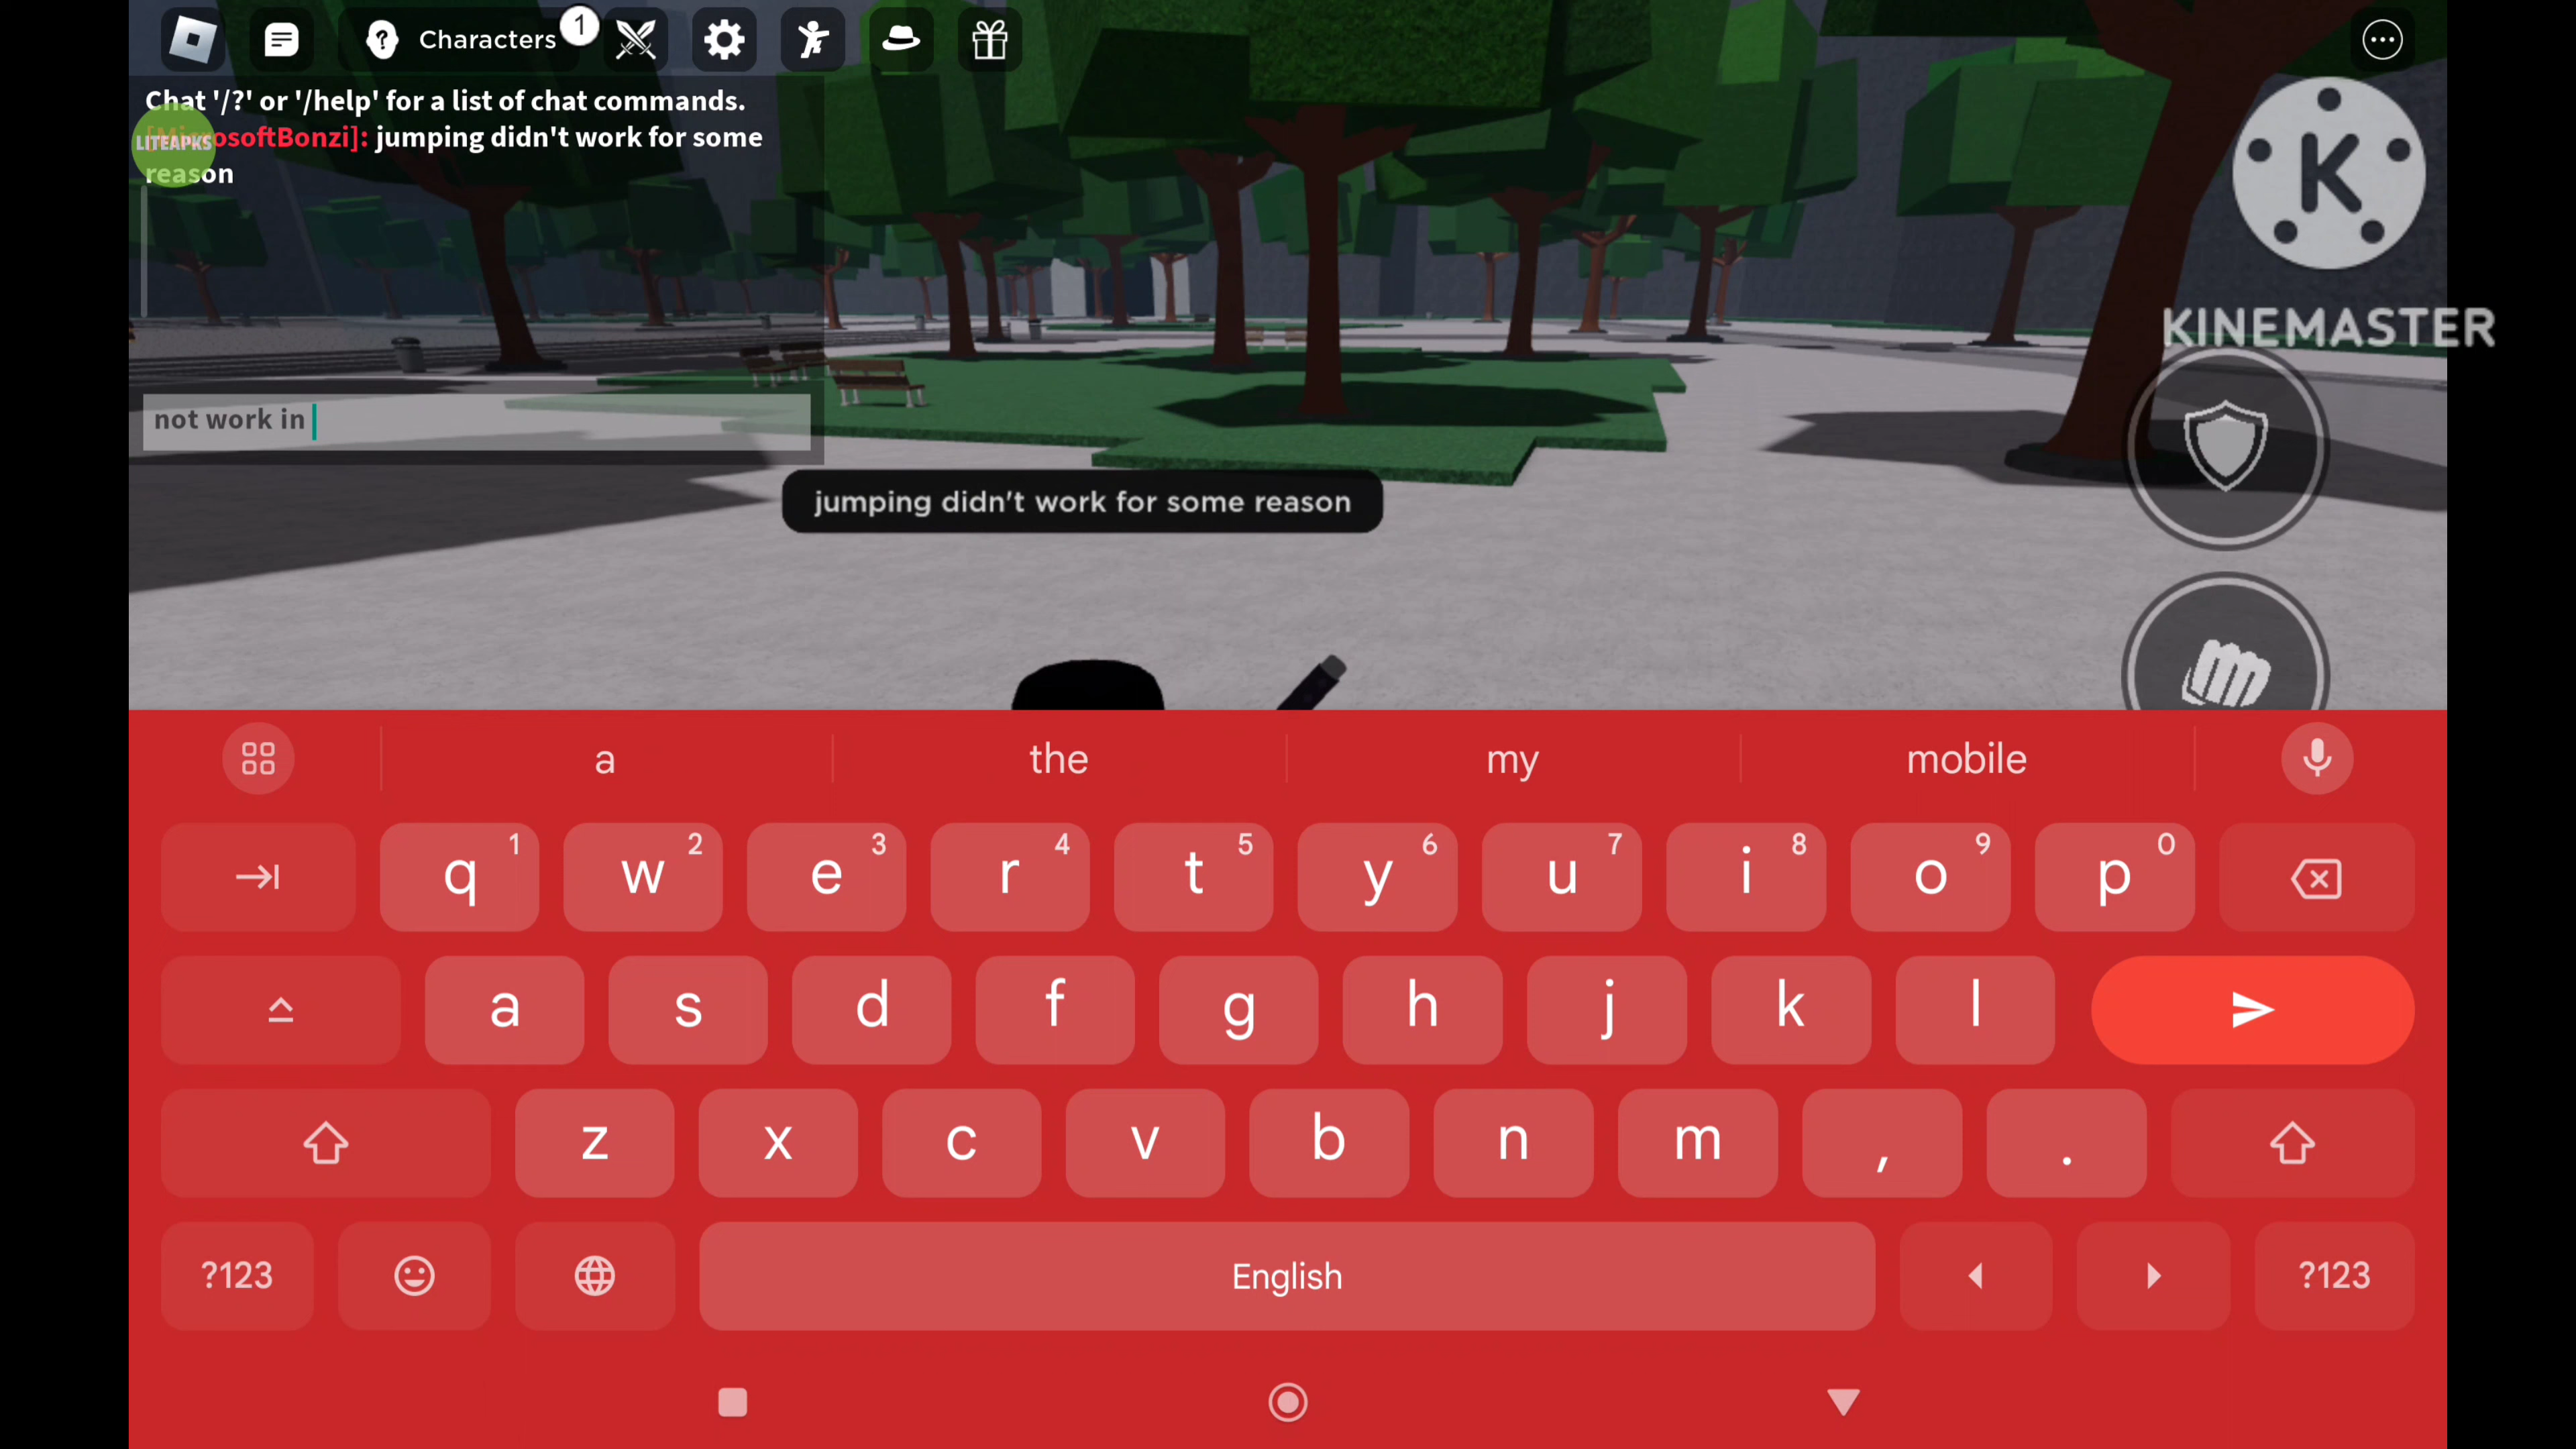 Characters 1
Chat '/?' or '/help' for a list of chat commands.
[MicrosoftBonzi]: jumping didn't work for some
reason
LITEAPKS
K
KINEMASTER
not work in
jumping didn't work for some reason
a the my mobile
q 1 w 2 e 3 r 4 t 5 y 6 u 7 i 8 o 9 p 0
a s d f g h j k l
z x c v b n m , .
?123 English ?123